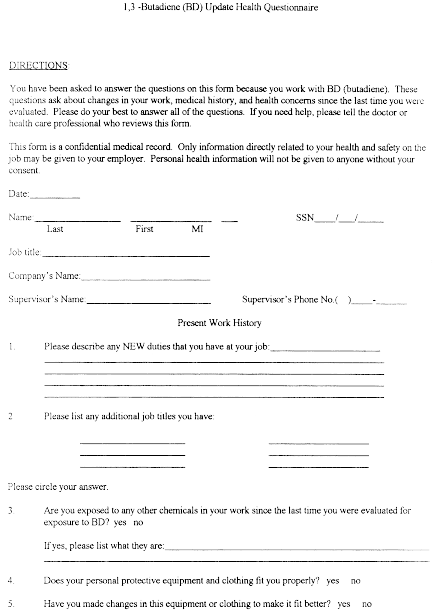 1,3 -Butadiene (BD) Update Health Questionnaire
DIRECTIONS:
You have been asked to answer the questions on this form because you work with BD (butadiene). These
questions ask about changes in your work, medical history, and health concerns since the last time you were
evaluated. Please do your best to answer all of the questions. If you need help, please tell the doctor or
health care professional who reviews this form.
This form is a confidential medical record. Only information directly related to your health and safety on the
job may be given to your employer. Personal health information will not be given to anyone without your
consent.
Date:__________
Name: ________________ _______________ ___ SSN____/__/_____
Last First MI
Job title:______________________________
Company's Name:______________________________
Supervisor's Name:______________________________ Supervisor's Phone No.( )____-______
Present Work History
1. Please describe any NEW duties that you have at your job:__________________________
2. Please list any additional job titles you have:
Please circle your answer.
3. Are you exposed to any other chemicals in your work since the last time you were evaluated for
exposure to BD? yes no
If yes, please list what they are:______________________________
4. Does your personal protective equipment and clothing fit you properly? yes no
5. Have you made changes in this equipment or clothing to make it fit better? yes no